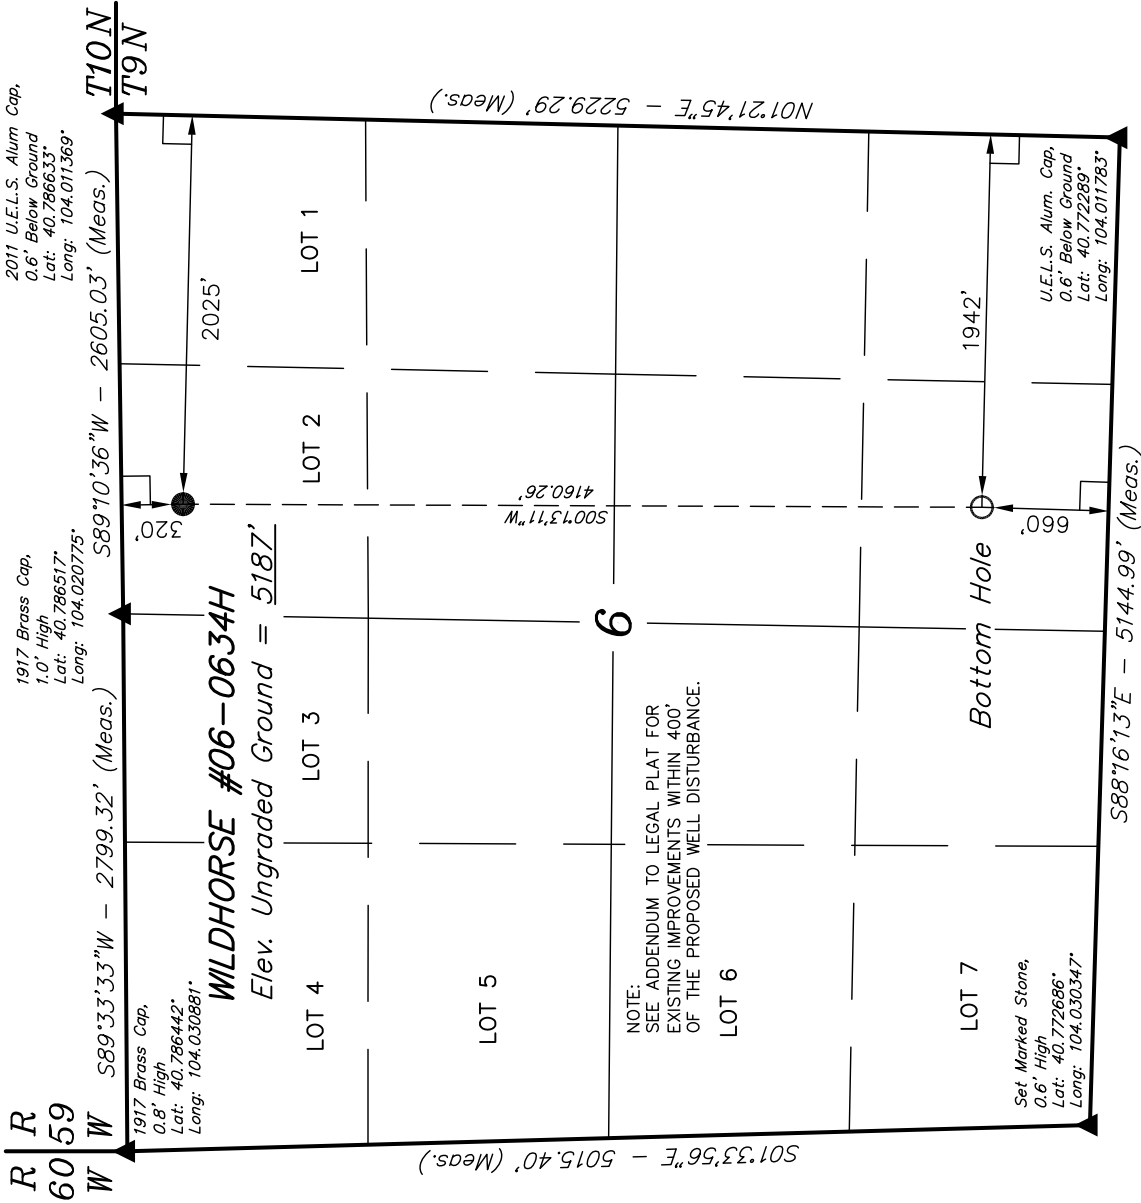 R R
60 59
W W
T10N
T9N
S89°33'33"W – 2799.32' (Meas.)
S89°10'36"W – 2605.03' (Meas.)
1917 Brass Cap,
0.8' High
Lat: 40.786442°
Long: 104.030881°
1917 Brass Cap,
1.0' High
Lat: 40.786517°
Long: 104.020775°
2011 U.E.L.S. Alum Cap,
0.6' Below Ground
Lat: 40.786633°
Long: 104.011369°
WILDHORSE #06–0634H
Elev. Ungraded Ground = 5187'
320'
2025'
LOT 4
LOT 3
LOT 2
LOT 1
LOT 5
S00°13'11"W
4160.26'
6
NOTE:
SEE ADDENDUM TO LEGAL PLAT FOR
EXISTING IMPROVEMENTS WITHIN 400'
OF THE PROPOSED WELL DISTURBANCE.
LOT 6
LOT 7
Bottom Hole
1942'
660'
S01°33'56"E – 5015.40' (Meas.)
N01°21'45"E – 5229.29' (Meas.)
Set Marked Stone,
0.6' High
Lat: 40.772686°
Long: 104.030347°
U.E.L.S. Alum. Cap,
0.6' Below Ground
Lat: 40.772289°
Long: 104.011783°
S88°16'13"E – 5144.99' (Meas.)